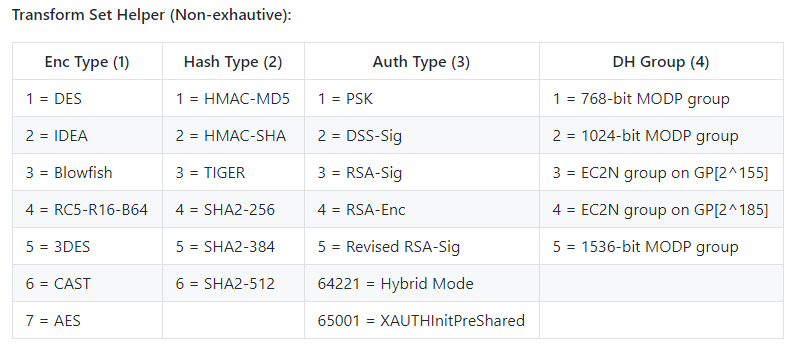 Transform Set Helper (Non-exhautive):
Enc Type (1) Hash Type (2) Auth Type (3) DH Group (4)
1 = DES 1 = HMAC-MD5 1 = PSK 1 = 768-bit MODP group
2 = IDEA 2 = HMAC-SHA 2 = DSS-Sig 2 = 1024-bit MODP group
3 = Blowfish 3 = TIGER 3 = RSA-Sig 3 = EC2N group on GP[2^155]
4 = RC5-R16-B64 4 = SHA2-256 4 = RSA-Enc 4 = EC2N group on GP[2^185]
5 = 3DES 5 = SHA2-384 5 = Revised RSA-Sig 5 = 1536-bit MODP group
6 = CAST 6 = SHA2-512 64221 = Hybrid Mode
7 = AES 65001 = XAUTHInitPreShared